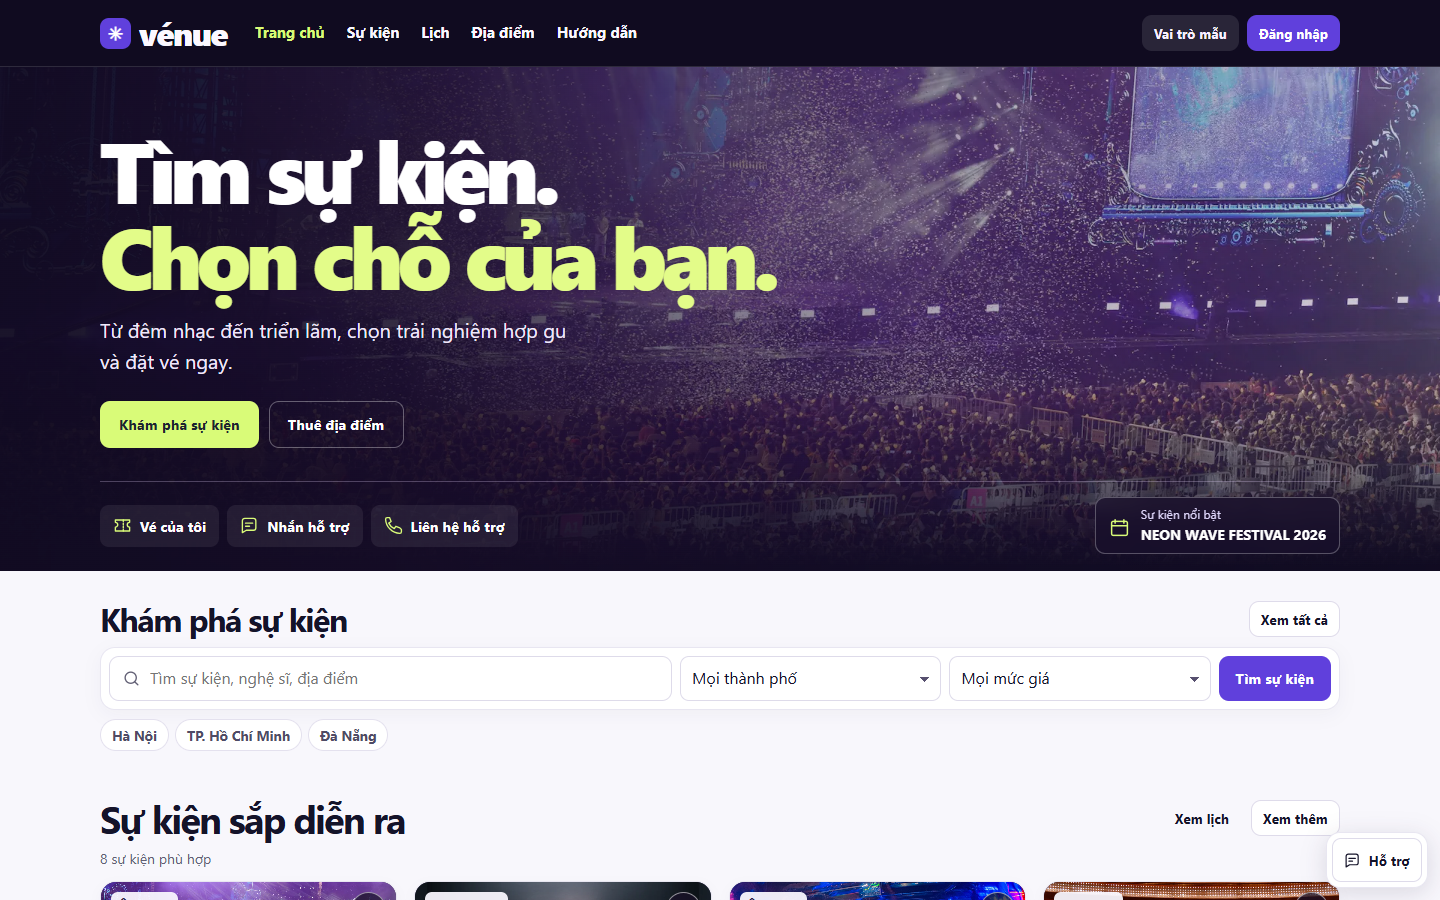 vénue
Trang chủ
Sự kiện
Lịch
Địa điểm
Hướng dẫn
Vai trò mẫu
Đăng nhập
Tìm sự kiện.
Chọn chỗ của bạn.
Từ đêm nhạc đến triển lãm, chọn trải nghiệm hợp gu
và đặt vé ngay.
Khám phá sự kiện
Thuê địa điểm
Vé của tôi
Nhắn hỗ trợ
Liên hệ hỗ trợ
Sự kiện nổi bật
NEON WAVE FESTIVAL 2026
Khám phá sự kiện
Xem tất cả
Tìm sự kiện, nghệ sĩ, địa điểm
Mọi thành phố
Mọi mức giá
Tìm sự kiện
Hà Nội
TP. Hồ Chí Minh
Đà Nẵng
Sự kiện sắp diễn ra
Xem lịch
Xem thêm
8 sự kiện phù hợp
Hỗ trợ